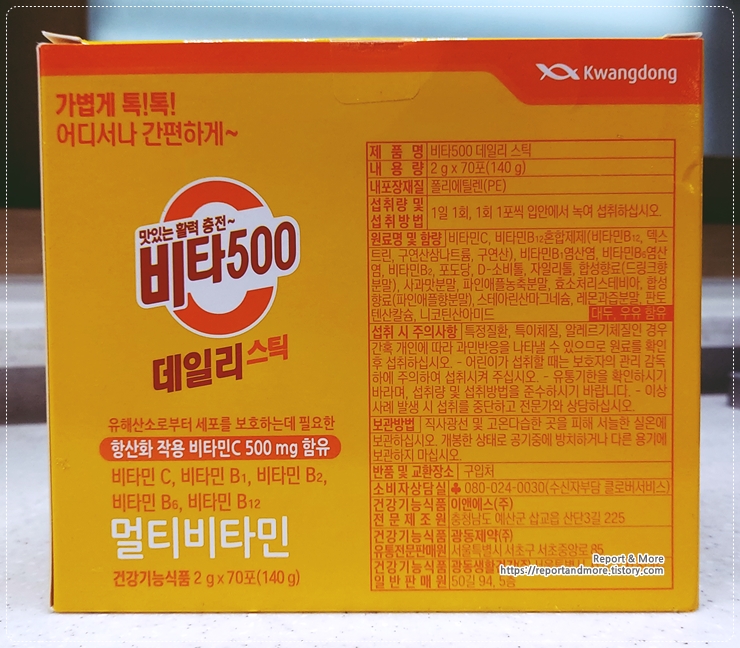 Kwangdong
가볍게 톡!톡!
어디서나 간편하게~
맛있는 활력 충전~
비타500
데일리스틱
유해산소로부터 세포를 보호하는데 필요한
항산화 작용 비타민C 500 mg 함유
비타민 C, 비타민 B1, 비타민 B2,
비타민 B6, 비타민 B12
멀티비타민
건강기능식품 2 g x 70포(140 g)
제 품 명 비타500 데일리 스틱
내 용 량 2 g x 70포(140 g)
내포장재질 폴리에틸렌(PE)
섭취량 및 섭취방법 1일 1회, 1회 1포씩 입안에서 녹여 섭취하십시오.
원료명 및 함량 비타민C, 비타민B12혼합제제(비타민B12, 덱스
트린, 구연산삼나트륨, 구연산), 비타민B1염산염, 비타민B6염산
염, 비타민B2, 포도당, D-소비톨, 자일리톨, 합성향료(드링크향
분말), 사과맛분말, 파인애플농축분말, 효소처리스테비아, 합성
향료(파인애플향분말), 스테아린산마그네슘, 레몬과즙분말, 판토
텐산칼슘, 니코틴산아미드 대두, 우유 함유
섭취 시 주의사항 특정질환, 특이체질, 알레르기체질인 경우
간혹 개인에 따라 과민반응을 나타낼 수 있으므로 원료를 확인
후 섭취하십시오. - 어린이가 섭취할 때는 보호자의 관리 감독
하에 주의하여 섭취시켜 주십시오. - 유통기한을 확인하시기
바라며, 섭취량 및 섭취방법을 준수하시기 바랍니다. - 이상
사례 발생 시 섭취를 중단하고 전문가와 상담하십시오.
보관방법 직사광선 및 고온다습한 곳을 피해 서늘한 실온에
보관하십시오. 개봉한 상태로 공기중에 방치하거나 다른 용기에
보관하지 마십시오.
반품 및 교환장소 구입처
소비자상담실 ♣ 080-024-0030(수신자부담 클로버서비스)
건강기능식품 이앤에스(주)
전 문 제 조 원 충청남도 예산군 삽교읍 산단3길 225
건강기능식품 광동제약(주)
유통전문판매원 서울특별시 서초구 서초중앙로 85
건강기능식품 광동생활건강(주)
일 반 판 매 원 50길 94, 5층
Report & More
https://reportandmore.tistory.com